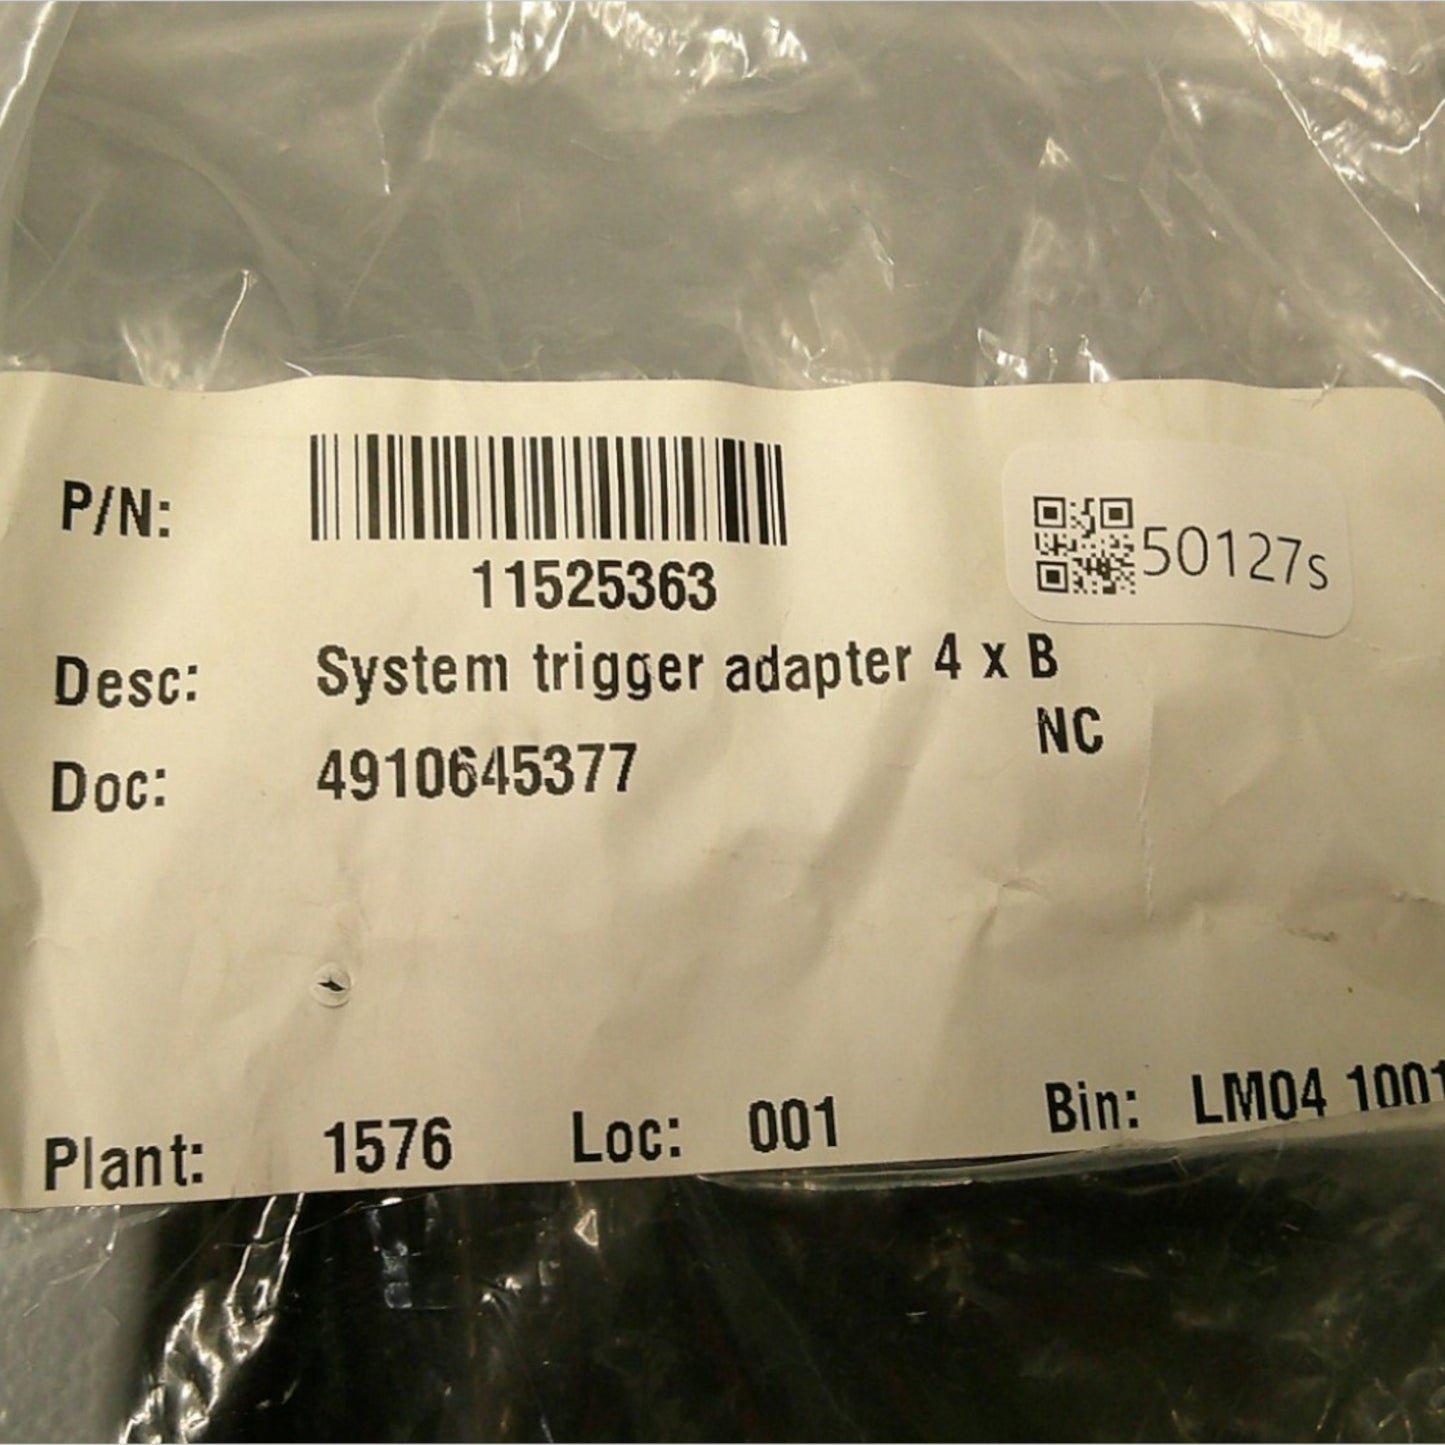 P/N:
11525363
50127s
Desc: System trigger adapter 4 x B
NC
Doc: 4910645377
Plant: 1576 Loc: 001 Bin: LM04 1001